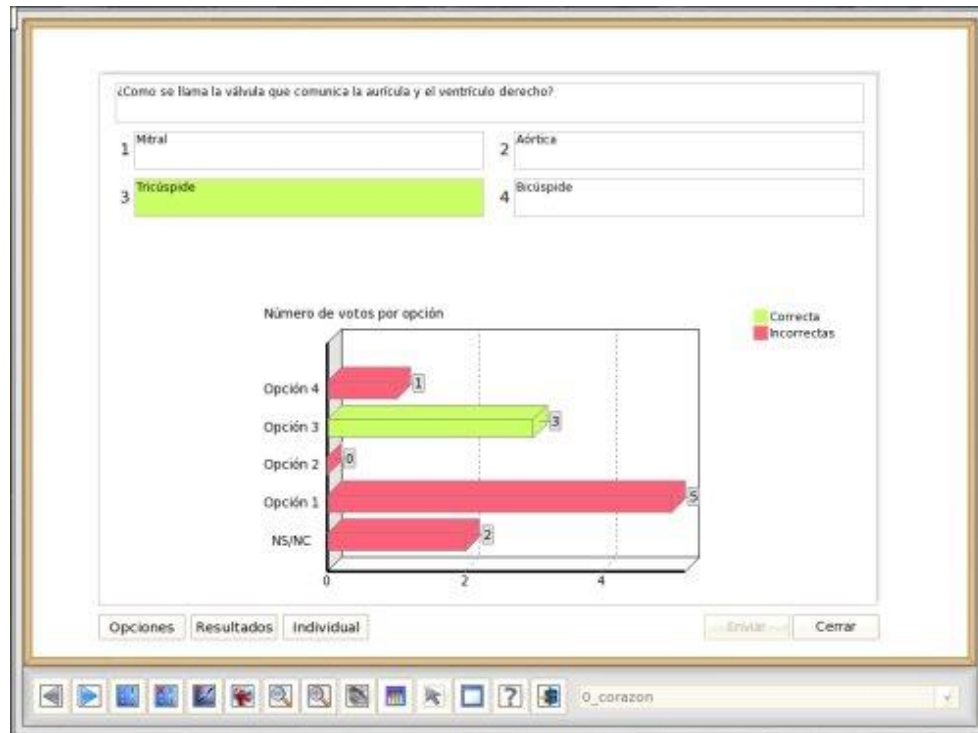 ¿Como se llama la válvula que comunica la aurícula y el ventrículo derecho?
1 Mitral
2 Aórtica
3 Tricúspide
4 Bicúspide
Número de votos por opción
Correcta
Incorrectas
Opción 4 1
Opción 3 3
Opción 2 0
Opción 1 5
NS/NC 2
0 2 4
Opciones Resultados Individual Enviar Cerrar
0_corazon